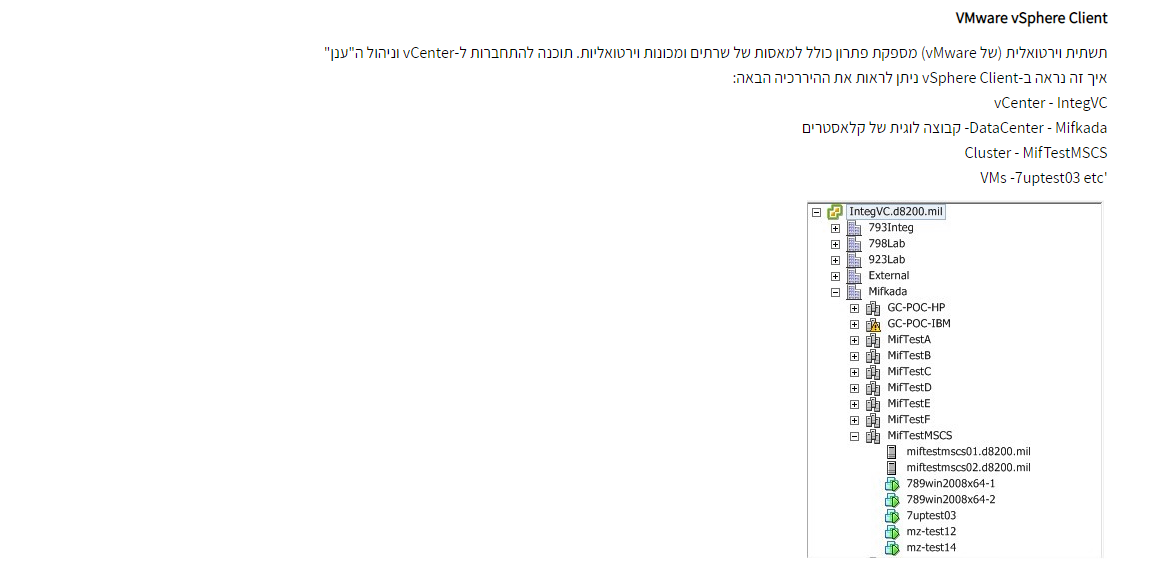 VMware vSphere Client
תשתית וירטואלית (של vMware) מספקת פתרון כולל למאסות של שרתים ומכונות וירטואליות. תוכנה להתחברות ל-vCenter וניהול ה"ענן"
איך זה נראה ב-vSphere Client ניתן לראות את ההיררכיה הבאה:
vCenter - IntegVC
DataCenter - Mifkada- קבוצה לוגית של קלאסטרים
Cluster - MifTestMSCS
VMs -7uptest03 etc'
IntegVC.d8200.mil
793Integ
798Lab
923Lab
External
Mifkada
GC-POC-HP
GC-POC-IBM
MifTestA
MifTestB
MifTestC
MifTestD
MifTestE
MifTestF
MifTestMSCS
miftestmscs01.d8200.mil
miftestmscs02.d8200.mil
789win2008x64-1
789win2008x64-2
7uptest03
mz-test12
mz-test14